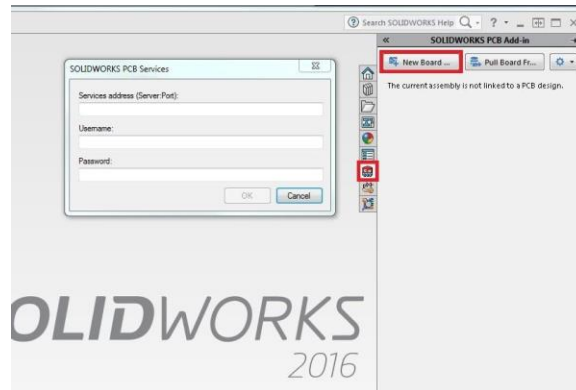 Search SOLIDWORKS Help
SOLIDWORKS PCB Add-in
New Board ...
Pull Board Fr...
The current assembly is not linked to a PCB design.
SOLIDWORKS PCB Services
Services address (Server:Port):
Username:
Password:
OK
Cancel
OLIDWORKS
2016